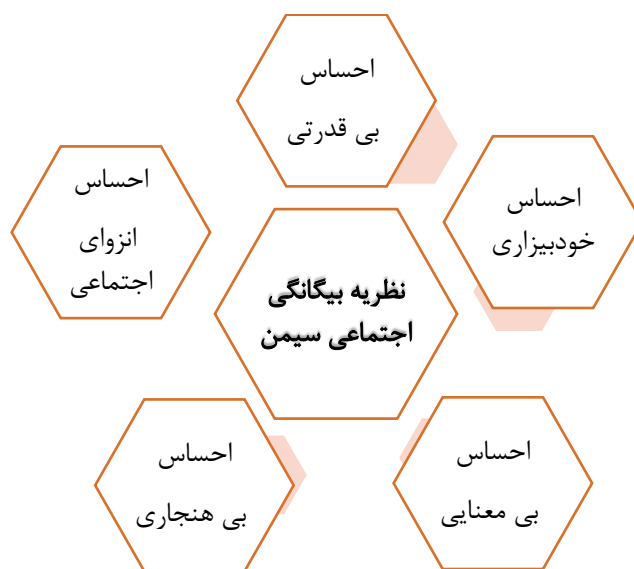 احساس
بی قدرتی
احساس
خودبیزاری
احساس
انزوای
اجتماعی
نظریه بیگانگی
اجتماعی سیمن
احساس
بی معنایی
احساس
بی هنجاری